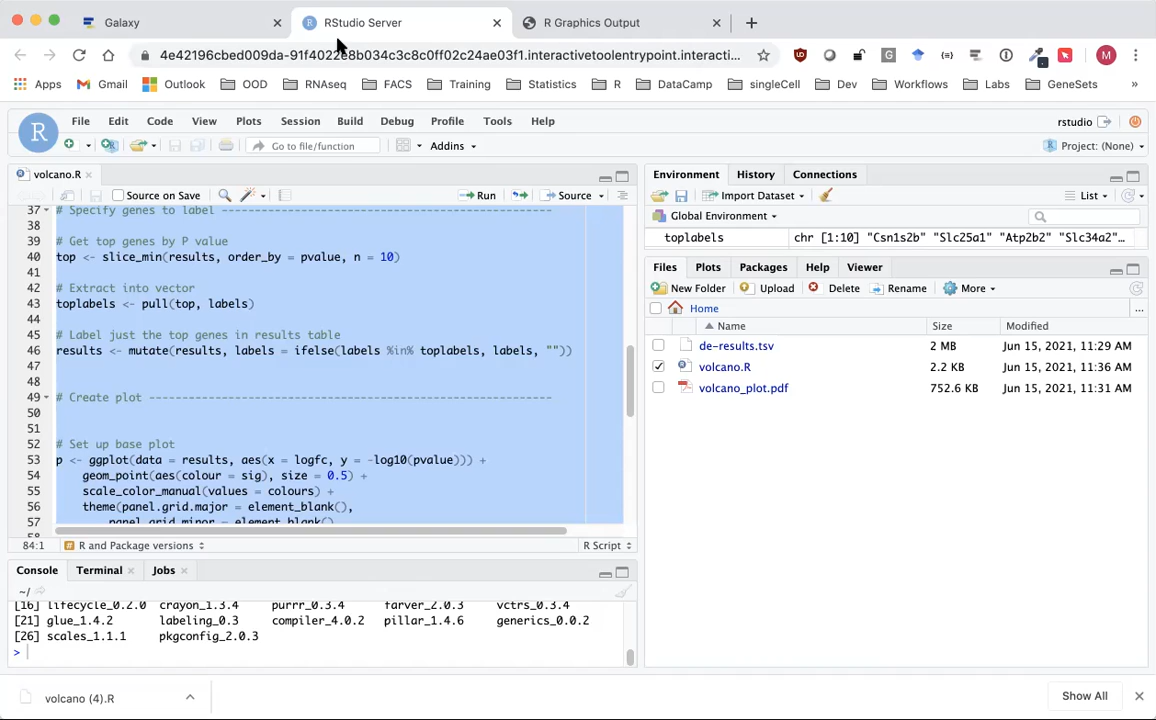 Galaxy
RStudio Server
R Graphics Output
4e42196cbed009da-91f4022e8b034c3c8c0ff02c24ae03f1.interactivetoolentrypoint.interacti...
Apps
Gmail
Outlook
OOD
RNAseq
FACS
Training
Statistics
R
DataCamp
singleCell
Dev
Workflows
Labs
GeneSets
»
R
File
Edit
Code
View
Plots
Session
Build
Debug
Profile
Tools
Help
rstudio
Go to file/function
Addins
Project: (None)
volcano.R
Source on Save
Run
Source
37 # Specify genes to label --------------------------------------------------
38
39 # Get top genes by P value
40 top <- slice_min(results, order_by = pvalue, n = 10)
41
42 # Extract into vector
43 toplabels <- pull(top, labels)
44
45 # Label just the top genes in results table
46 results <- mutate(results, labels = ifelse(labels %in% toplabels, labels, ""))
47
48
49 # Create plot -------------------------------------------------------------
50
51
52 # Set up base plot
53 p <- ggplot(data = results, aes(x = logfc, y = -log10(pvalue))) +
54 geom_point(aes(colour = sig), size = 0.5) +
55 scale_color_manual(values = colours) +
56 theme(panel.grid.major = element_blank(),
57 panel.grid.minor = element_blank()
58
84:1
R and Package versions
R Script
Console
Terminal
Jobs
~/
[16] lifecycle_0.2.0 crayon_1.3.4 purrr_0.3.4 farver_2.0.3 vctrs_0.3.4
[21] glue_1.4.2 labeling_0.3 compiler_4.0.2 pillar_1.4.6 generics_0.0.2
[26] scales_1.1.1 pkgconfig_2.0.3
>
Environment
History
Connections
Import Dataset
List
Global Environment
toplabels chr [1:10] "Csn1s2b" "Slc25a1" "Atp2b2" "Slc34a2"...
Files
Plots
Packages
Help
Viewer
New Folder
Upload
Delete
Rename
More
Home
...
Name
Size
Modified
de-results.tsv 2 MB Jun 15, 2021, 11:29 AM
volcano.R 2.2 KB Jun 15, 2021, 11:36 AM
volcano_plot.pdf 752.6 KB Jun 15, 2021, 11:31 AM
volcano (4).R
Show All